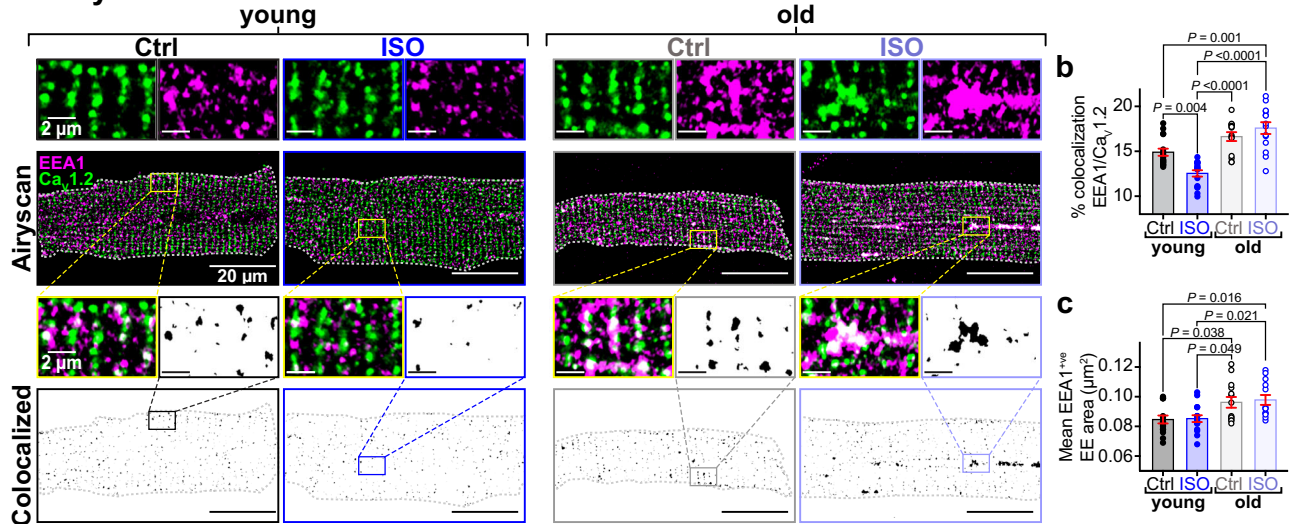 young
old
Ctrl
ISO
Ctrl
ISO
2 µm
EEA1
CaV1.2
Airyscan
20 µm
2 µm
Colocalized
b
P = 0.001
P <0.0001
P <0.0001
P = 0.004
% colocalization
EEA1/CaV1.2
20
15
10
Ctrl ISO Ctrl ISO
young old
c
P = 0.016
P = 0.021
P = 0.038
P = 0.049
Mean EEA1+ve
EE area (µm2)
0.12
0.10
0.08
0.06
Ctrl ISO Ctrl ISO
young old